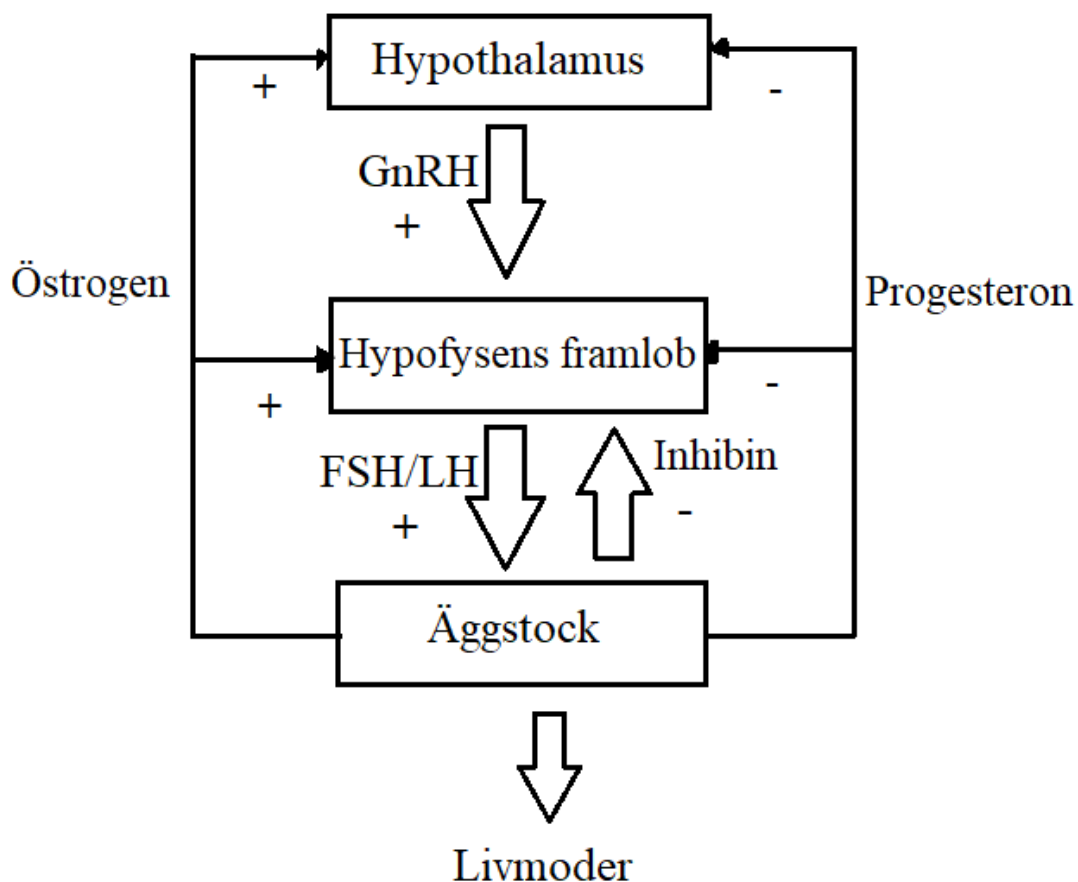 Hypothalamus
+
-
GnRH
+
Östrogen
Progesteron
Hypofysens framlob
+
-
FSH/LH
+
Inhibin
-
Äggstock
Livmoder